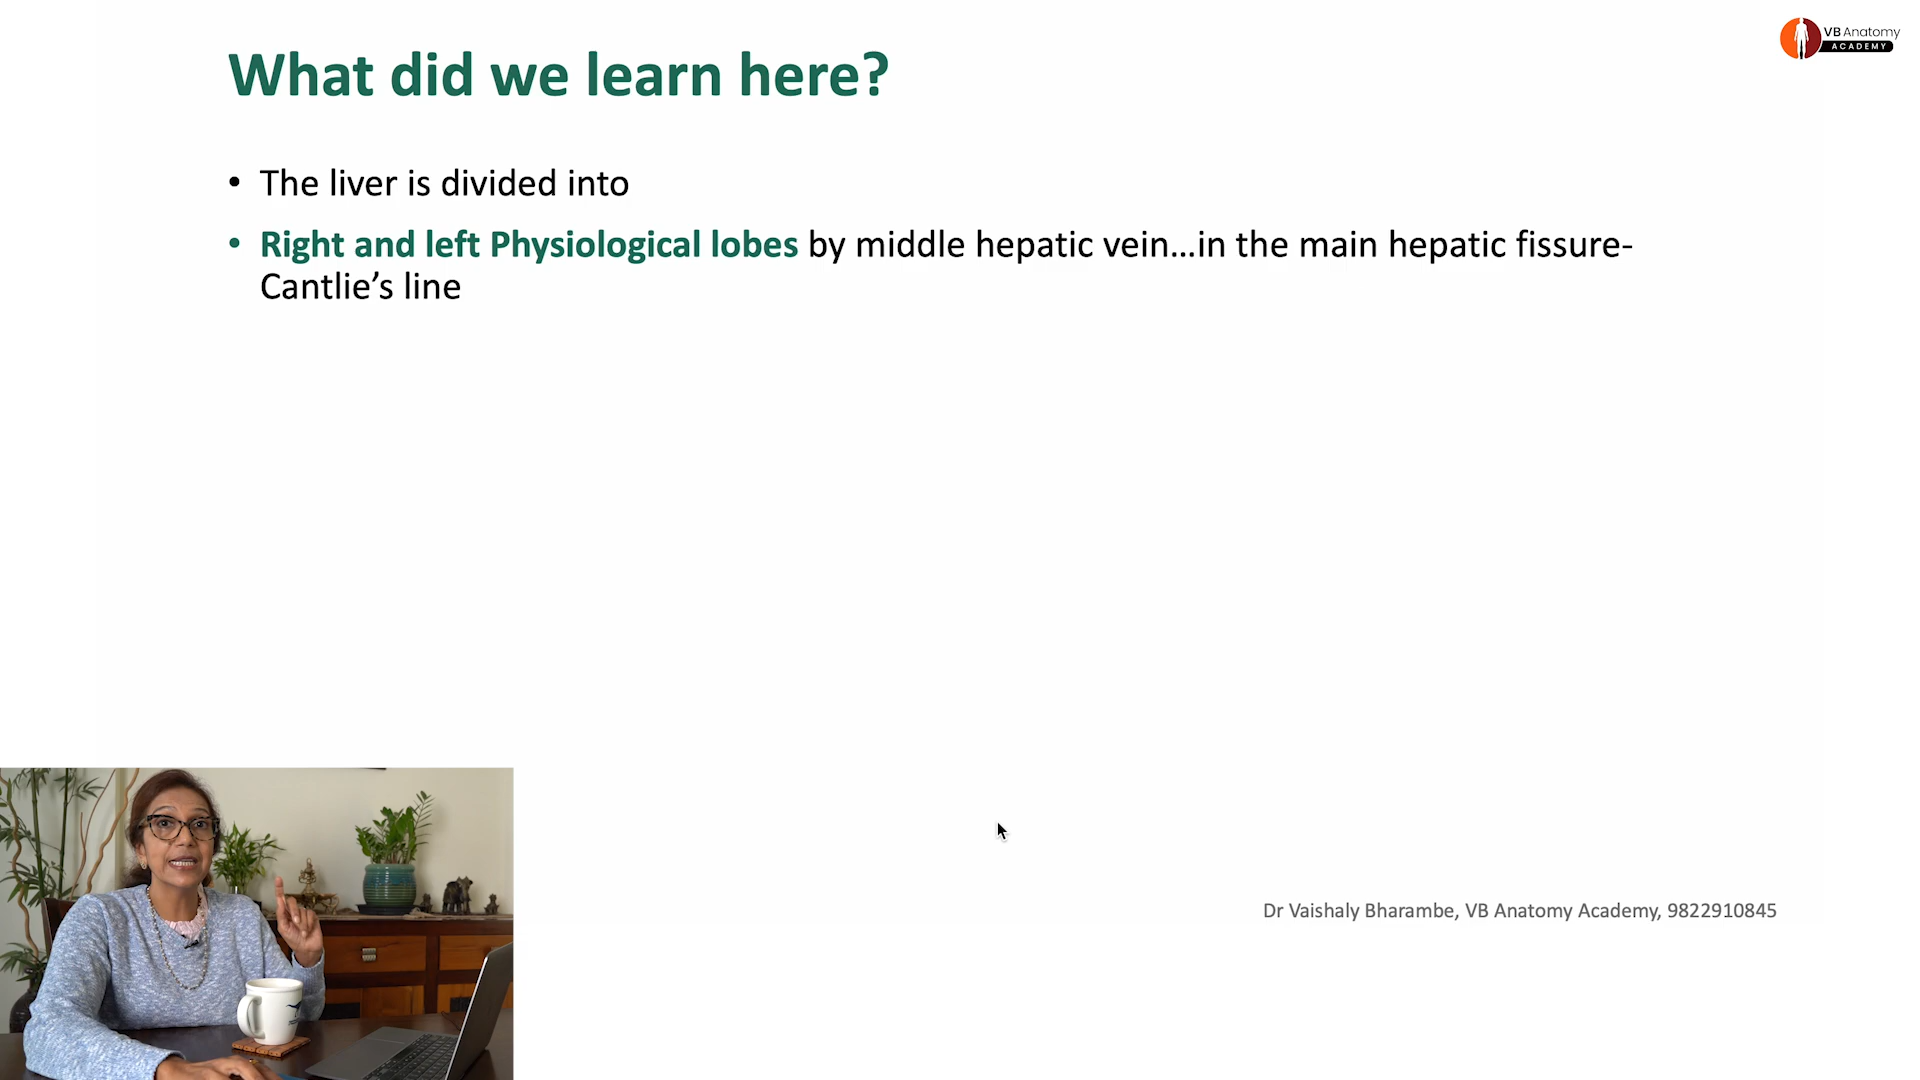 VB Anatomy
ACADEMY
What did we learn here?
• The liver is divided into
• Right and left Physiological lobes by middle hepatic vein...in the main hepatic fissure-
Cantlie’s line
Dr Vaishaly Bharambe, VB Anatomy Academy, 9822910845